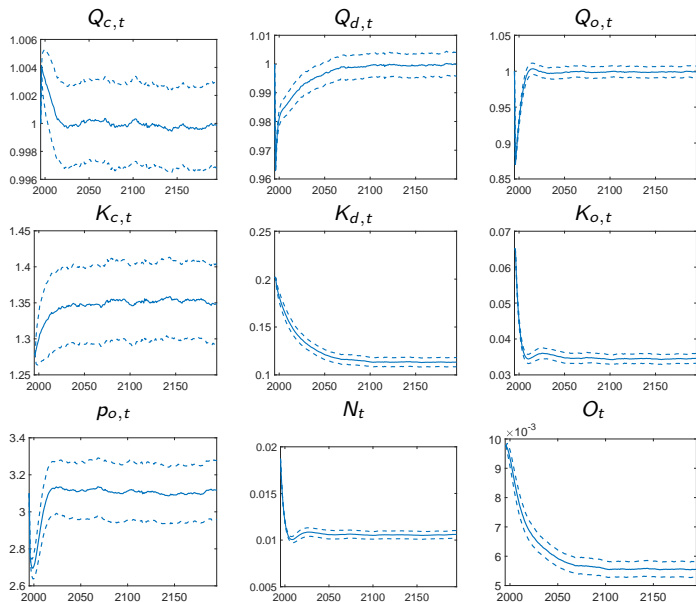 Q_{c,t} Q_{d,t} Q_{o,t}
1.006 1.01 1.05
1.004 1 1
1.002 0.99 0.95
1 0.98 0.9
0.998 0.97 0.85
0.996 0.96
2000 2050 2100 2150 2000 2050 2100 2150 2000 2050 2100 2150
K_{c,t} K_{d,t} K_{o,t}
1.45 0.25 0.07
1.4 0.2 0.06
1.35 0.15 0.05
1.3 0.1 0.04
1.25 0.03
2000 2050 2100 2150 2000 2050 2100 2150 2000 2050 2100 2150
p_{o,t} N_t O_t
3.4 0.02 10 ×10^{-3}
3.2 0.015 9
3 0.01 8
2.8 0.005 7
2.6 6
5
2000 2050 2100 2150 2000 2050 2100 2150 2000 2050 2100 2150